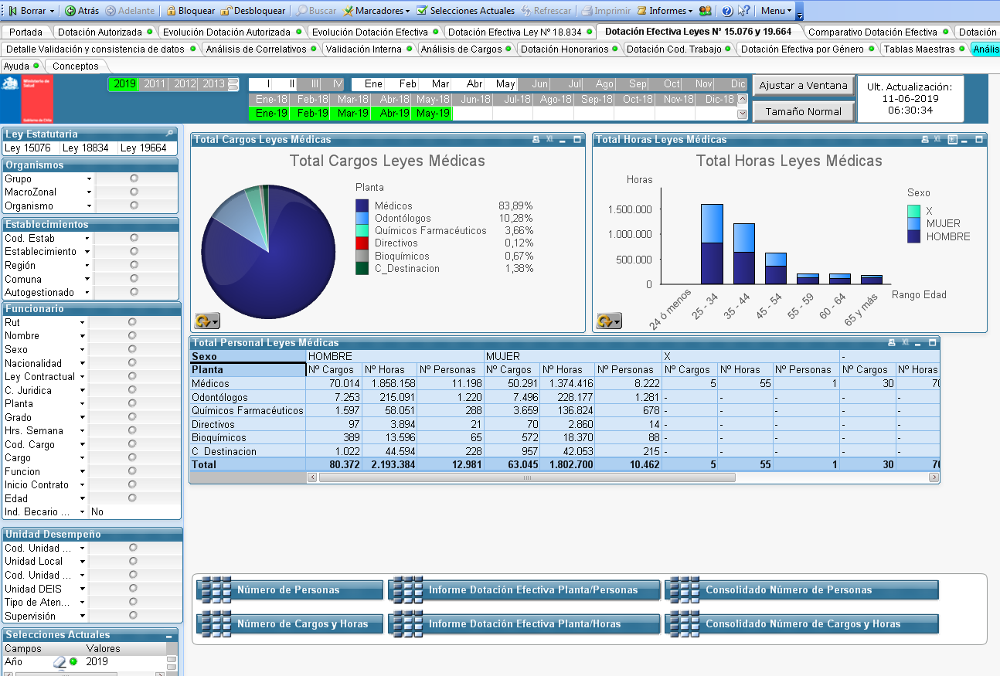 Borrar Atrás Adelante Bloquear Desbloquear Buscar Marcadores Selecciones Actuales Refrescar Imprimir Informes Menu
Portada Dotación Autorizada Evolución Dotación Autorizada Evolución Dotación Efectiva Dotación Efectiva Ley N° 18.834 Dotación Efectiva Leyes N° 15.076 y 19.664 Comparativo Dotación Efectiva Dotación
Detalle Validación y consistencia de datos Análisis de Correlativos Validación Interna Análisis de Cargos Dotación Honorarios Dotación Cod. Trabajo Dotación Efectiva por Género Tablas Maestras Análisis
Ayuda Conceptos
Ministerio de Salud
Gobierno de Chile
2019 2011 2012 2013 I II III IV Ene Feb Mar Abr May Jun Jul Ago Sep Oct Nov Dic
Ene-18 Feb-18 Mar-18 Abr-18 May-18 Jun-18 Jul-18 Ago-18 Sep-18 Oct-18 Nov-18 Dic-18
Ene-19 Feb-19 Mar-19 Abr-19 May-19
Ajustar a Ventana
Tamaño Normal
Ult. Actualización:
11-06-2019
06:30:34
Ley Estatutaria
Ley 15076 Ley 18834 Ley 19664
Organismos
Grupo
MacroZonal
Organismo
Establecimientos
Cod. Estab
Establecimiento
Región
Comuna
Autogestionado
Funcionario
Rut
Nombre
Sexo
Nacionalidad
Ley Contractual
C. Juridica
Planta
Grado
Hrs. Semana
Cod. Cargo
Cargo
Funcion
Inicio Contrato
Edad
Ind. Becario ... No
Unidad Desempeño
Cod. Unidad ...
Unidad Local
Cod. Unidad ...
Unidad DEIS
Tipo de Aten...
Supervisión
Selecciones Actuales
Campos Valores
Año 2019
Total Cargos Leyes Médicas XL
Total Cargos Leyes Médicas
Planta
Médicos 83,89%
Odontólogos 10,28%
Químicos Farmacéuticos 3,66%
Directivos 0,12%
Bioquímicos 0,67%
C_Destinacion 1,38%
Total Horas Leyes Médicas XL
Total Horas Leyes Médicas
Horas
1.500.000
1.000.000
500.000
0
24 ó menos 25 - 34 35 - 44 45 - 54 55 - 59 60 - 64 65 y más
Rango Edad
Sexo
X
MUJER
HOMBRE
Total Personal Leyes Médicas XL
Sexo HOMBRE MUJER X -
Planta Nº Cargos Nº Horas Nº Personas Nº Cargos Nº Horas Nº Personas Nº Cargos Nº Horas Nº Personas Nº Cargos Nº Horas
Médicos 70.014 1.858.158 11.198 50.291 1.374.416 8.222 5 55 1 30 70
Odontólogos 7.253 215.091 1.220 7.496 228.177 1.281 - - - - -
Químicos Farmacéuticos 1.597 58.051 288 3.659 136.824 678 - - - - -
Directivos 97 3.894 21 70 2.860 14 - - - - -
Bioquímicos 389 13.596 65 572 18.370 88 - - - - -
C_Destinacion 1.022 44.594 228 957 42.053 215 - - - - -
Total 80.372 2.193.384 12.981 63.045 1.802.700 10.462 5 55 1 30 70
Número de Personas Informe Dotación Efectiva Planta/Personas Consolidado Número de Personas
Número de Cargos y Horas Informe Dotación Efectiva Planta/Horas Consolidado Número de Cargos y Horas